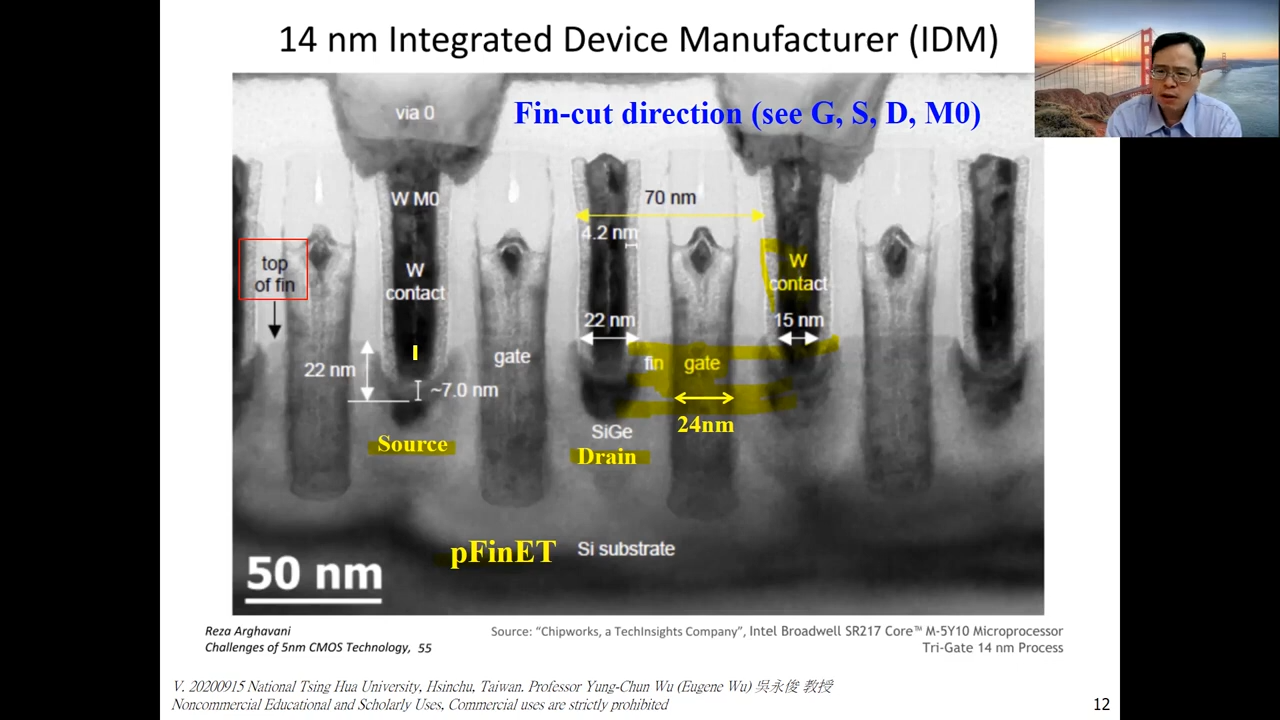 14 nm Integrated Device Manufacturer (IDM)
via 0
Fin-cut direction (see G, S, D, M0)
W M0
70 nm
4.2 nm
top
of fin
W
contact
W
contact
22 nm
15 nm
22 nm
gate
fin
gate
~7.0 nm
24nm
Source
SiGe
Drain
pFinET
Si substrate
50 nm
Reza Arghavani
Challenges of 5nm CMOS Technology, 55
Source: “Chipworks, a TechInsights Company”, Intel Broadwell SR217 Core™ M-5Y10 Microprocessor
Tri-Gate 14 nm Process
V. 20200915 National Tsing Hua University, Hsinchu, Taiwan. Professor Yung-Chun Wu (Eugene Wu) 吳永俊 教授
Noncommercial Educational and Scholarly Uses, Commercial uses are strictly prohibited
12